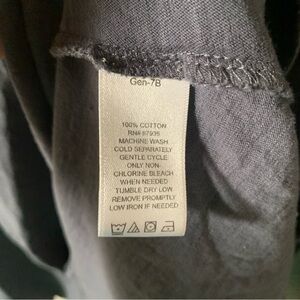 Gen-7B
100% COTTON
RN# 87935
MACHINE WASH
COLD SEPARATELY
GENTLE CYCLE
ONLY NON-
CHLORINE BLEACH
WHEN NEEDED
TUMBLE DRY LOW
REMOVE PROMPTLY
LOW IRON IF NEEDED